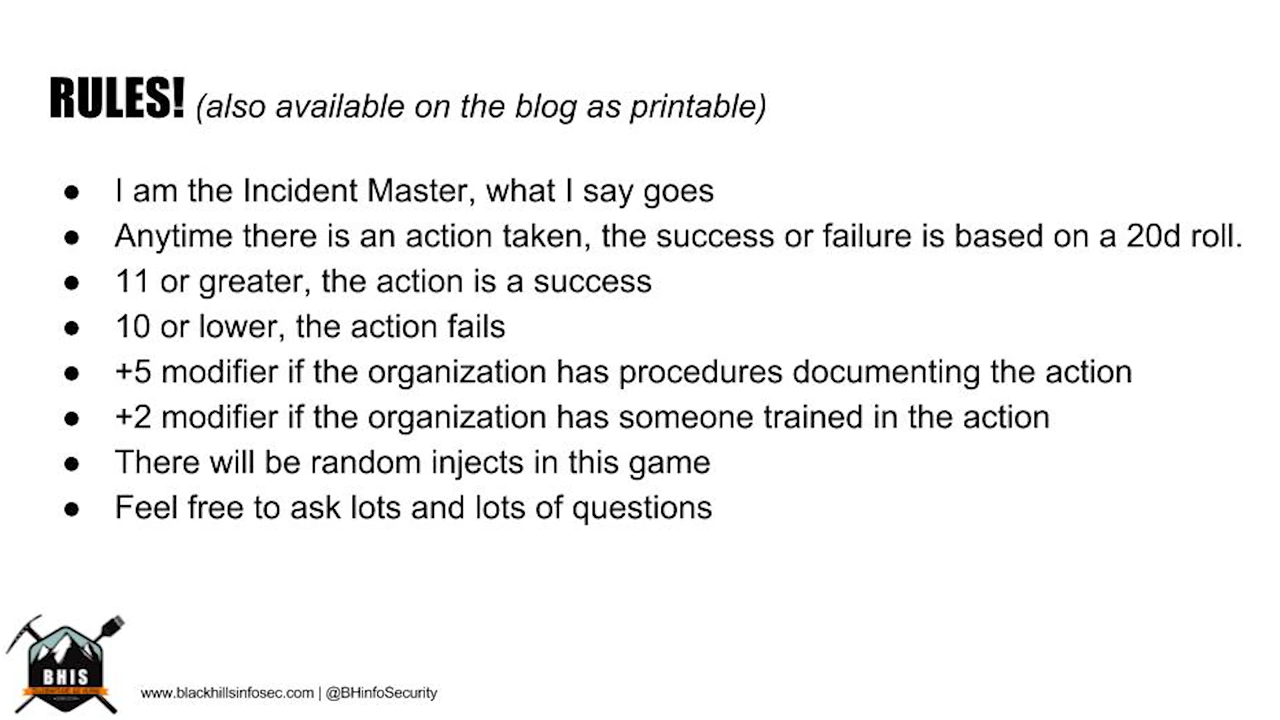 RULES! (also available on the blog as printable)
● I am the Incident Master, what I say goes
● Anytime there is an action taken, the success or failure is based on a 20d roll.
● 11 or greater, the action is a success
● 10 or lower, the action fails
● +5 modifier if the organization has procedures documenting the action
● +2 modifier if the organization has someone trained in the action
● There will be random injects in this game
● Feel free to ask lots and lots of questions
BHIS
www.blackhillsinfosec.com | @BHinfoSecurity